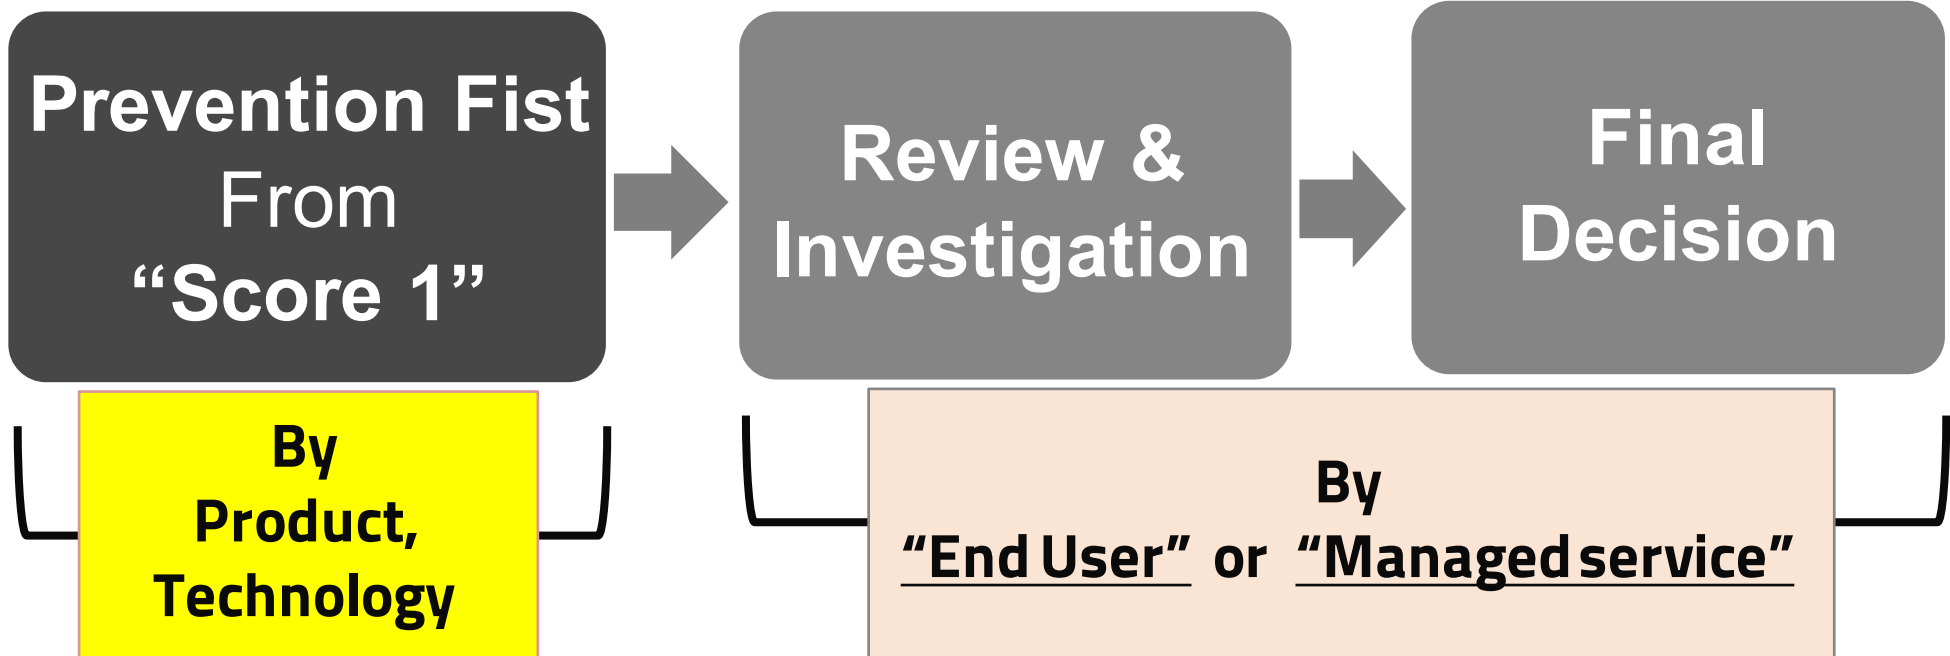 Prevention Fist
From
“Score 1”
Review &
Investigation
Final
Decision
By
Product,
Technology
By
“End User” or “Managed service”